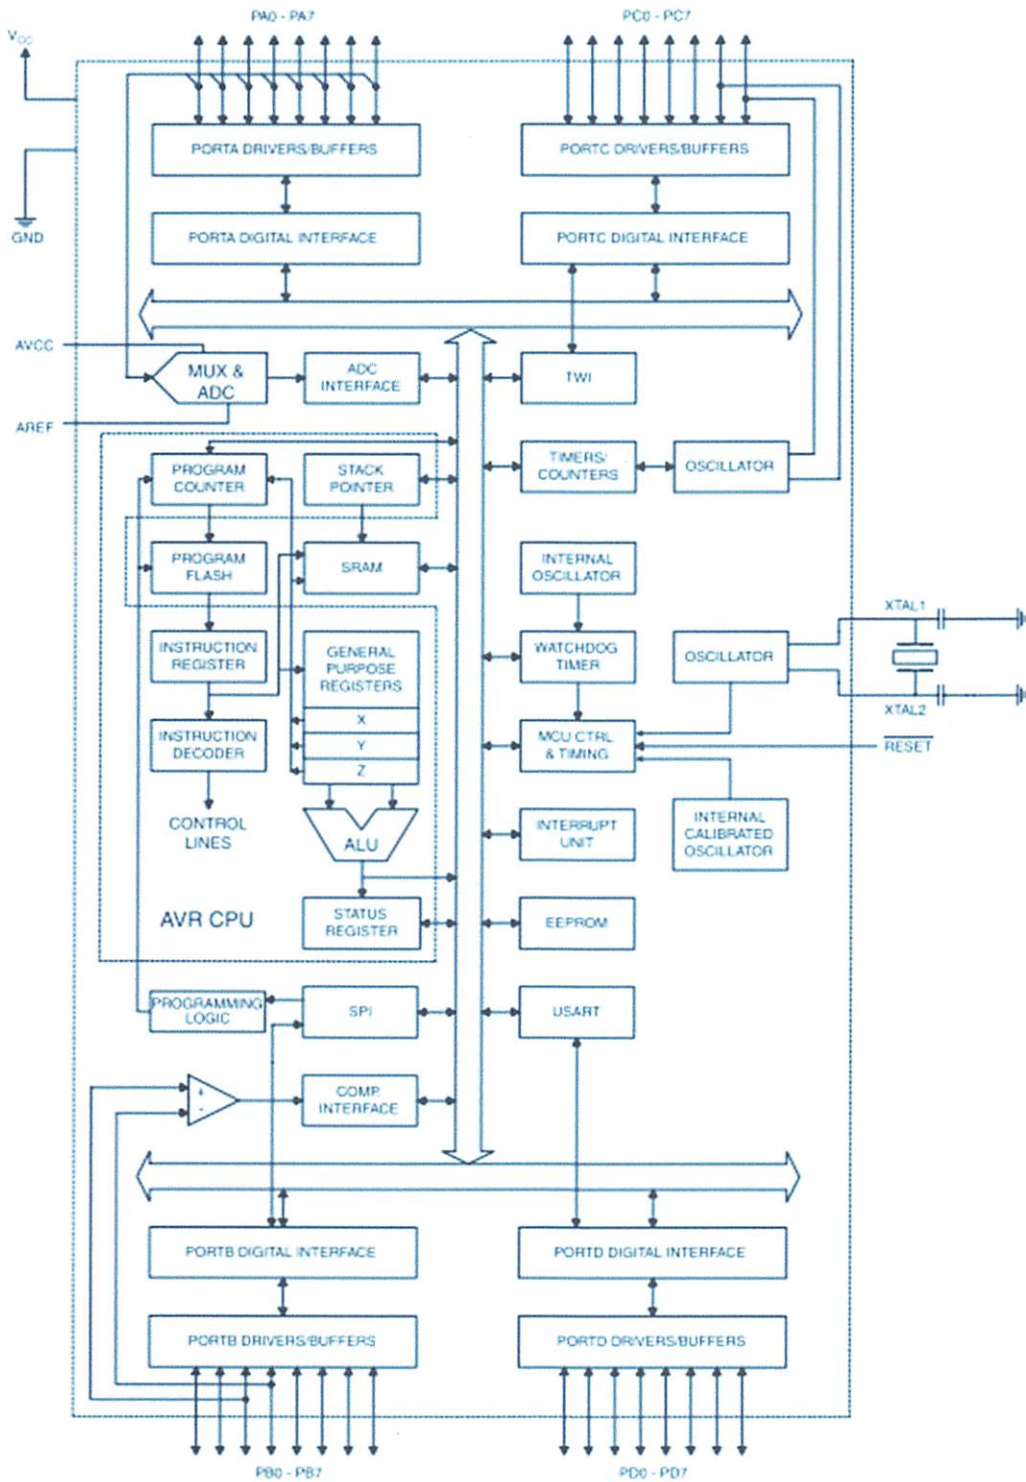 PA0 - PA7
PC0 - PC7
VCC
PORTA DRIVERS/BUFFERS
PORTC DRIVERS/BUFFERS
GND
PORTA DIGITAL INTERFACE
PORTC DIGITAL INTERFACE
AVCC
MUX &
ADC
ADC
INTERFACE
TWI
AREF
PROGRAM
COUNTER
STACK
POINTER
TIMERS/
COUNTERS
OSCILLATOR
PROGRAM
FLASH
SRAM
INTERNAL
OSCILLATOR
XTAL1
INSTRUCTION
REGISTER
GENERAL
PURPOSE
REGISTERS
WATCHDOG
TIMER
OSCILLATOR
XTAL2
X
INSTRUCTION
DECODER
Y
MCU CTRL
& TIMING
RESET
Z
CONTROL
LINES
ALU
INTERRUPT
UNIT
INTERNAL
CALIBRATED
OSCILLATOR
AVR CPU
STATUS
REGISTER
EEPROM
PROGRAMMING
LOGIC
SPI
USART
+
-
COMP.
INTERFACE
PORTB DIGITAL INTERFACE
PORTD DIGITAL INTERFACE
PORTB DRIVERS/BUFFERS
PORTD DRIVERS/BUFFERS
PB0 - PB7
PD0 - PD7